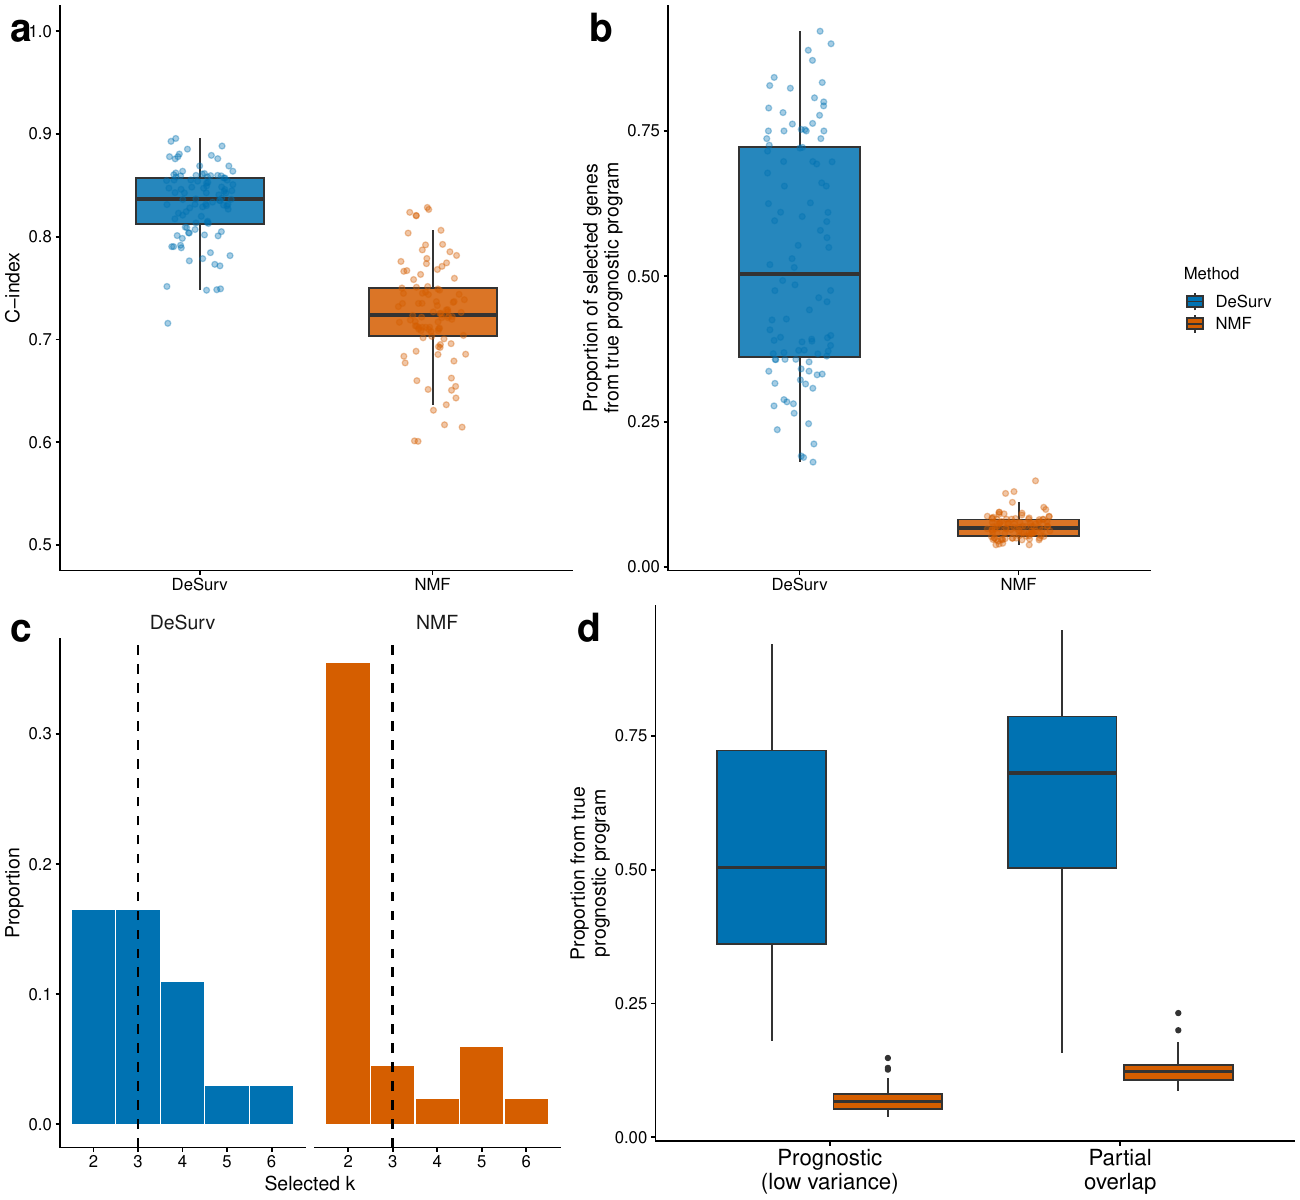 a
1.0
0.9
0.8
0.7
0.6
0.5
C−index
DeSurv
NMF
b
0.75
0.50
0.25
0.00
Proportion of selected genes
from true prognostic program
DeSurv
NMF
Method
DeSurv
NMF
c
DeSurv
NMF
0.3
0.2
0.1
0.0
Proportion
2 3 4 5 6
2 3 4 5 6
Selected k
d
0.75
0.50
0.25
0.00
Proportion from true
prognostic program
Prognostic
(low variance)
Partial
overlap